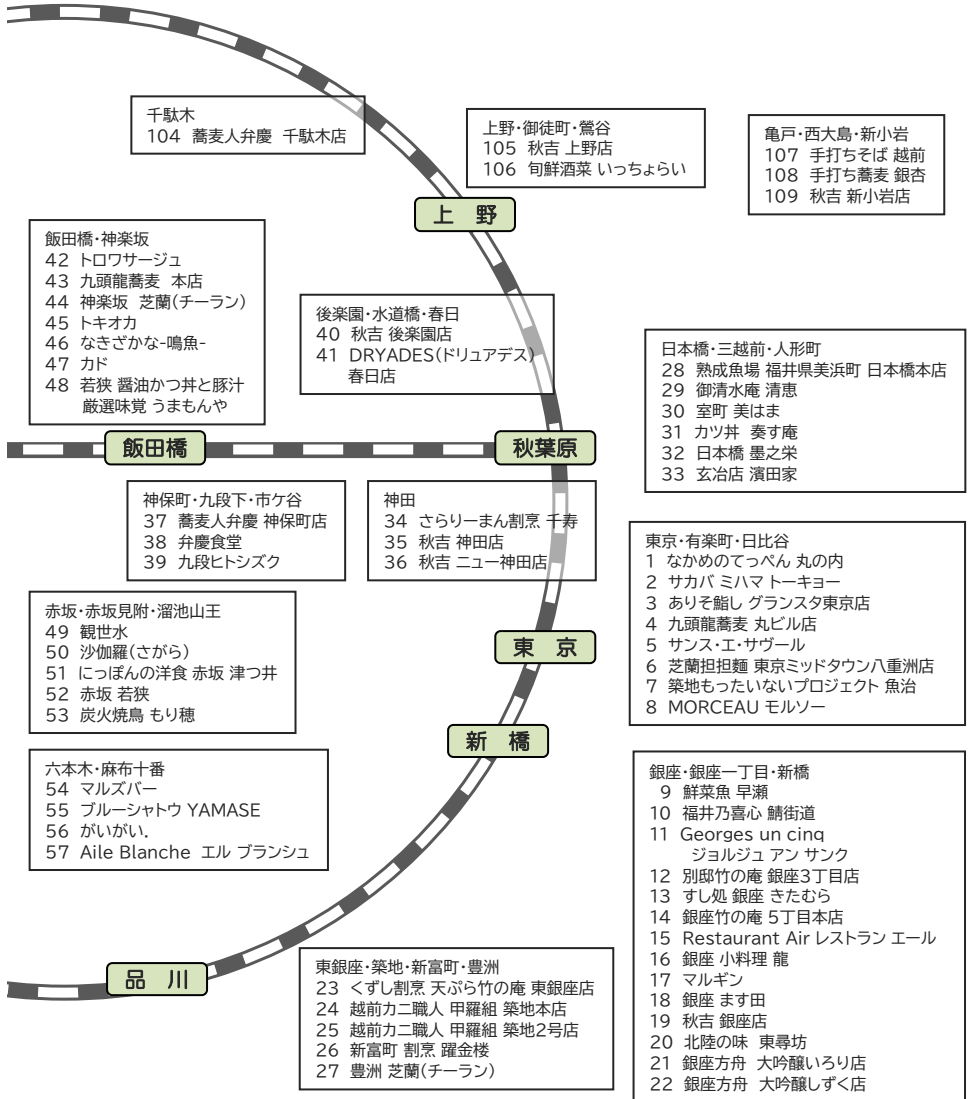 千駄木
104 蕎麦人弁慶 千駄木店
上野・御徒町・鶯谷
105 秋吉 上野店
106 旬鮮酒菜 いっちょらい
亀戸・西大島・新小岩
107 手打ちそば 越前
108 手打ち蕎麦 銀杏
109 秋吉 新小岩店
上 野
飯田橋・神楽坂
42 トロワサージュ
43 九頭龍蕎麦 本店
44 神楽坂 芝蘭(チーラン)
45 トキオカ
46 なきざかな-鳴魚-
47 カド
48 若狭 醤油かつ丼と豚汁
厳選味覚 うまもんや
後楽園・水道橋・春日
40 秋吉 後楽園店
41 DRYADES(ドリュアデス)
春日店
日本橋・三越前・人形町
28 熟成魚場 福井県美浜町 日本橋本店
29 御清水庵 清恵
30 室町 美はま
31 カツ丼 奏す庵
32 日本橋 墨之栄
33 玄冶店 濱田家
飯田橋
秋葉原
神保町・九段下・市ケ谷
37 蕎麦人弁慶 神保町店
38 弁慶食堂
39 九段ヒトシズク
神田
34 さらりーまん割烹 千寿
35 秋吉 神田店
36 秋吉 ニュー神田店
東京・有楽町・日比谷
1 なかめのてっぺん 丸の内
2 サカバ ミハマ トーキョー
3 ありそ鮨し グランスタ東京店
4 九頭龍蕎麦 丸ビル店
5 サンス・エ・サヴール
6 芝蘭担担麺 東京ミッドタウン八重洲店
7 築地もったいないプロジェクト 魚治
8 MORCEAU モルソー
赤坂・赤坂見附・溜池山王
49 観世水
50 沙伽羅(さがら)
51 にっぽんの洋食 赤坂 津つ井
52 赤坂 若狭
53 炭火焼鳥 もり穂
東 京
新 橋
六本木・麻布十番
54 マルズバー
55 ブルーシャトウ YAMASE
56 がいがい.
57 Aile Blanche エル ブランシュ
銀座・銀座一丁目・新橋
9 鮮菜魚 早瀬
10 福井乃喜心 鯖街道
11 Georges un cinq
ジョルジュ アン サンク
12 別邸竹の庵 銀座3丁目店
13 すし処 銀座 きたむら
14 銀座竹の庵 5丁目本店
15 Restaurant Air レストラン エール
16 銀座 小料理 龍
17 マルギン
18 銀座 ます田
19 秋吉 銀座店
20 北陸の味 東尋坊
21 銀座方舟 大吟醸いろり店
22 銀座方舟 大吟醸しずく店
品 川
東銀座・築地・新富町・豊洲
23 くずし割烹 天ぷら竹の庵 東銀座店
24 越前カニ職人 甲羅組 築地本店
25 越前カニ職人 甲羅組 築地2号店
26 新富町 割烹 躍金楼
27 豊洲 芝蘭(チーラン)